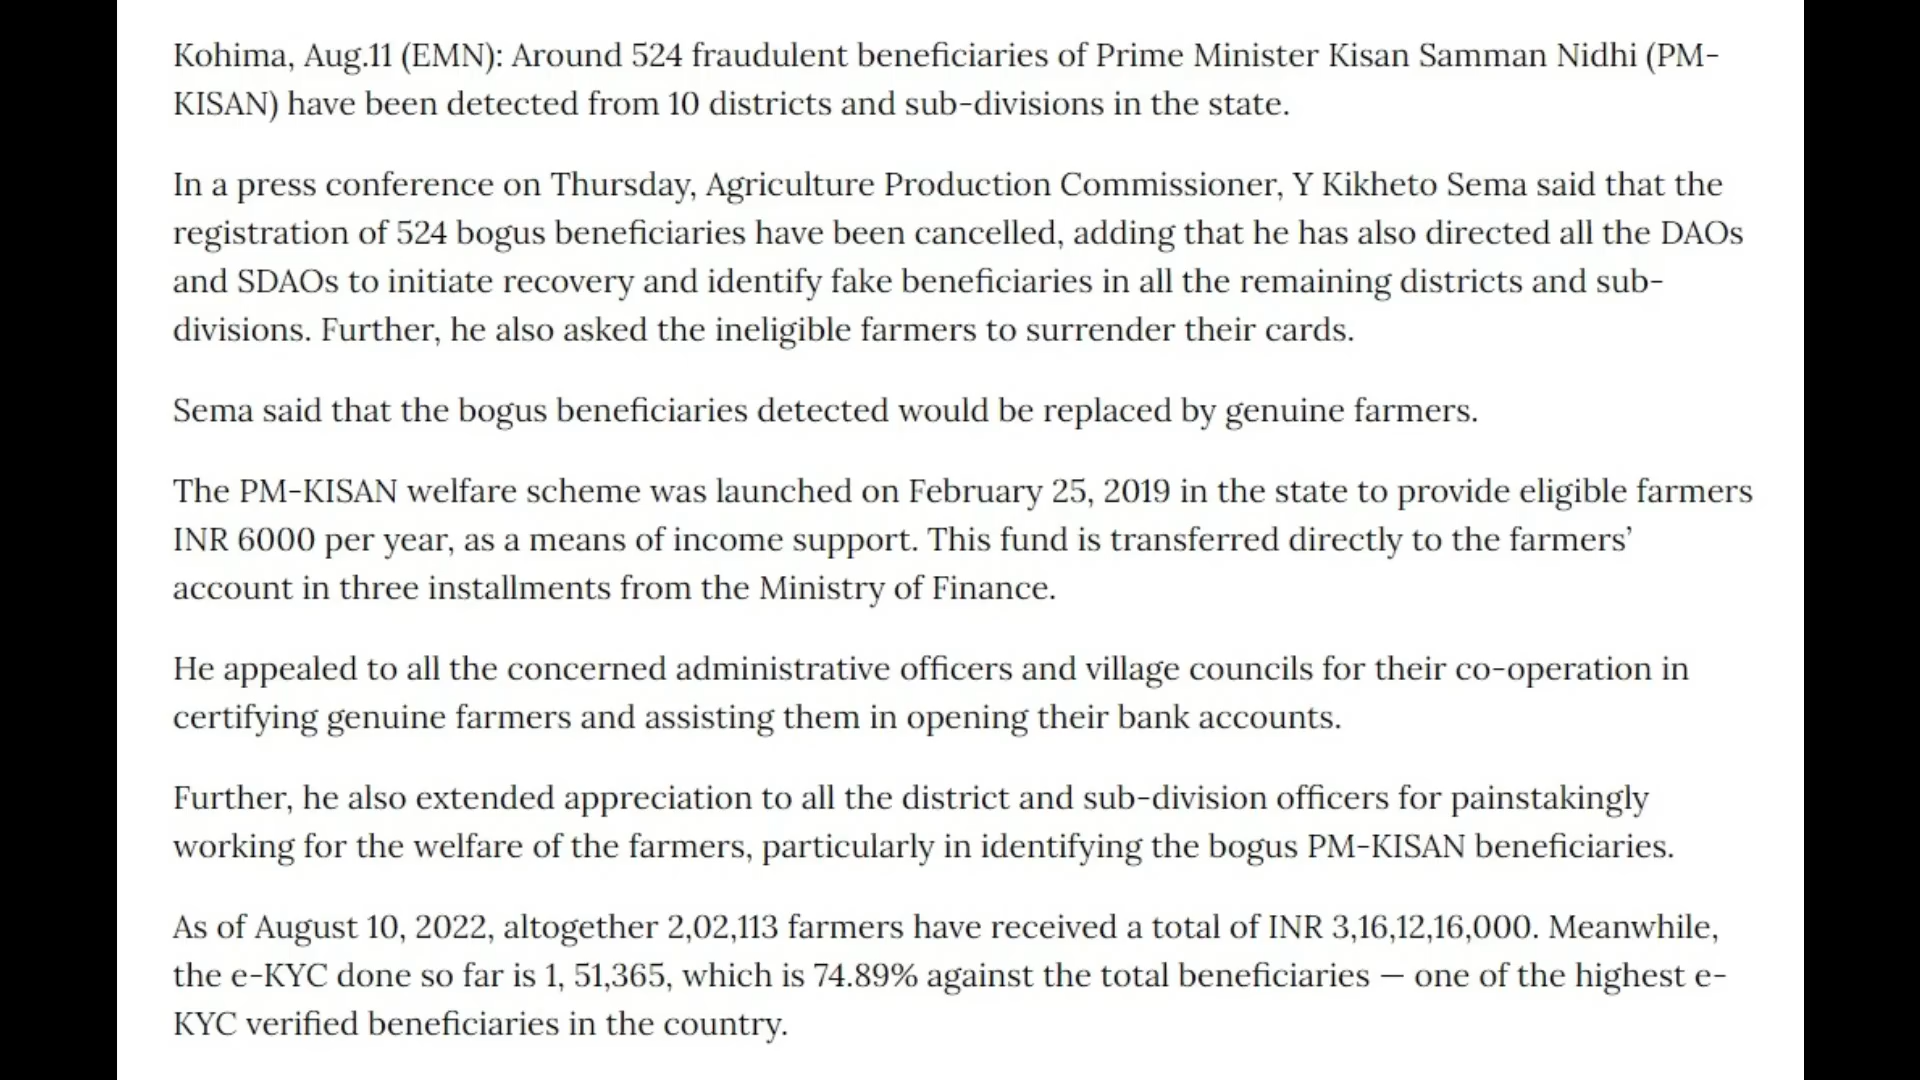 Kohima, Aug.11 (EMN): Around 524 fraudulent beneficiaries of Prime Minister Kisan Samman Nidhi (PM-
KISAN) have been detected from 10 districts and sub-divisions in the state.
In a press conference on Thursday, Agriculture Production Commissioner, Y Kikheto Sema said that the
registration of 524 bogus beneficiaries have been cancelled, adding that he has also directed all the DAOs
and SDAOs to initiate recovery and identify fake beneficiaries in all the remaining districts and sub-
divisions. Further, he also asked the ineligible farmers to surrender their cards.
Sema said that the bogus beneficiaries detected would be replaced by genuine farmers.
The PM-KISAN welfare scheme was launched on February 25, 2019 in the state to provide eligible farmers
INR 6000 per year, as a means of income support. This fund is transferred directly to the farmers’
account in three installments from the Ministry of Finance.
He appealed to all the concerned administrative officers and village councils for their co-operation in
certifying genuine farmers and assisting them in opening their bank accounts.
Further, he also extended appreciation to all the district and sub-division officers for painstakingly
working for the welfare of the farmers, particularly in identifying the bogus PM-KISAN beneficiaries.
As of August 10, 2022, altogether 2,02,113 farmers have received a total of INR 3,16,12,16,000. Meanwhile,
the e-KYC done so far is 1, 51,365, which is 74.89% against the total beneficiaries — one of the highest e-
KYC verified beneficiaries in the country.